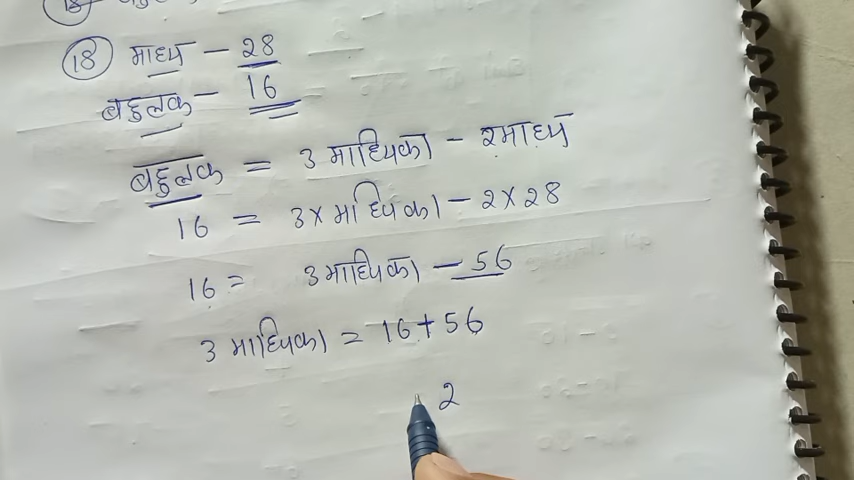 18 माध्य - 28
बहुलक - 16
बहुलक = 3 माध्यिका - 2माध्य
16 = 3x माध्यिका - 2x28
16 = 3माध्यिका - 56
3 माध्यिका = 16+56
2